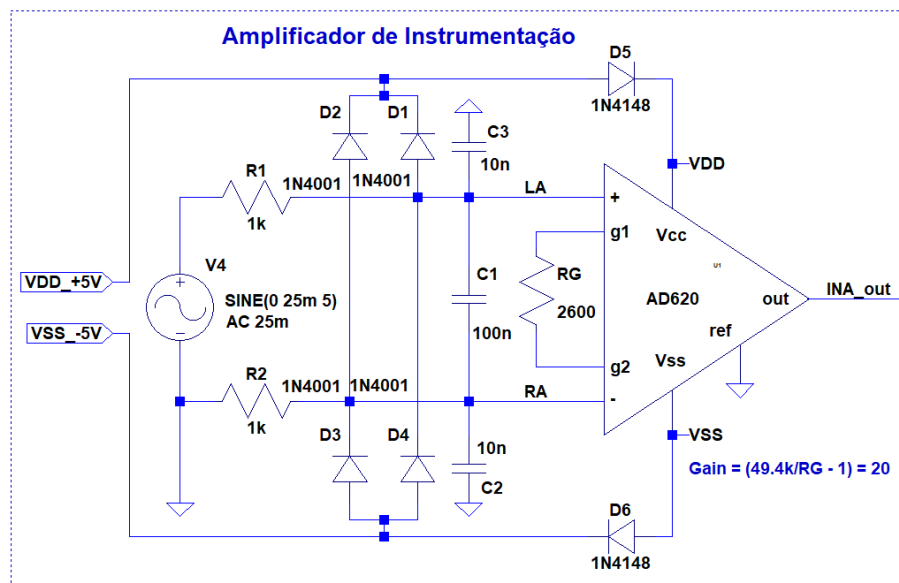 Amplificador de Instrumentação
D5
1N4148
D2
D1
C3
10n
VDD
R1
1N4001
1N4001
1k
LA
+
g1
Vcc
V4
VDD_+5V
SINE(0 25m 5)
AC 25m
C1
100n
RG
2600
U1
AD620
out
INA_out
VSS_-5V
ref
g2
Vss
R2
1N4001
1N4001
1k
RA
-
D3
D4
10n
C2
VSS
Gain = (49.4k/RG - 1) = 20
D6
1N4148